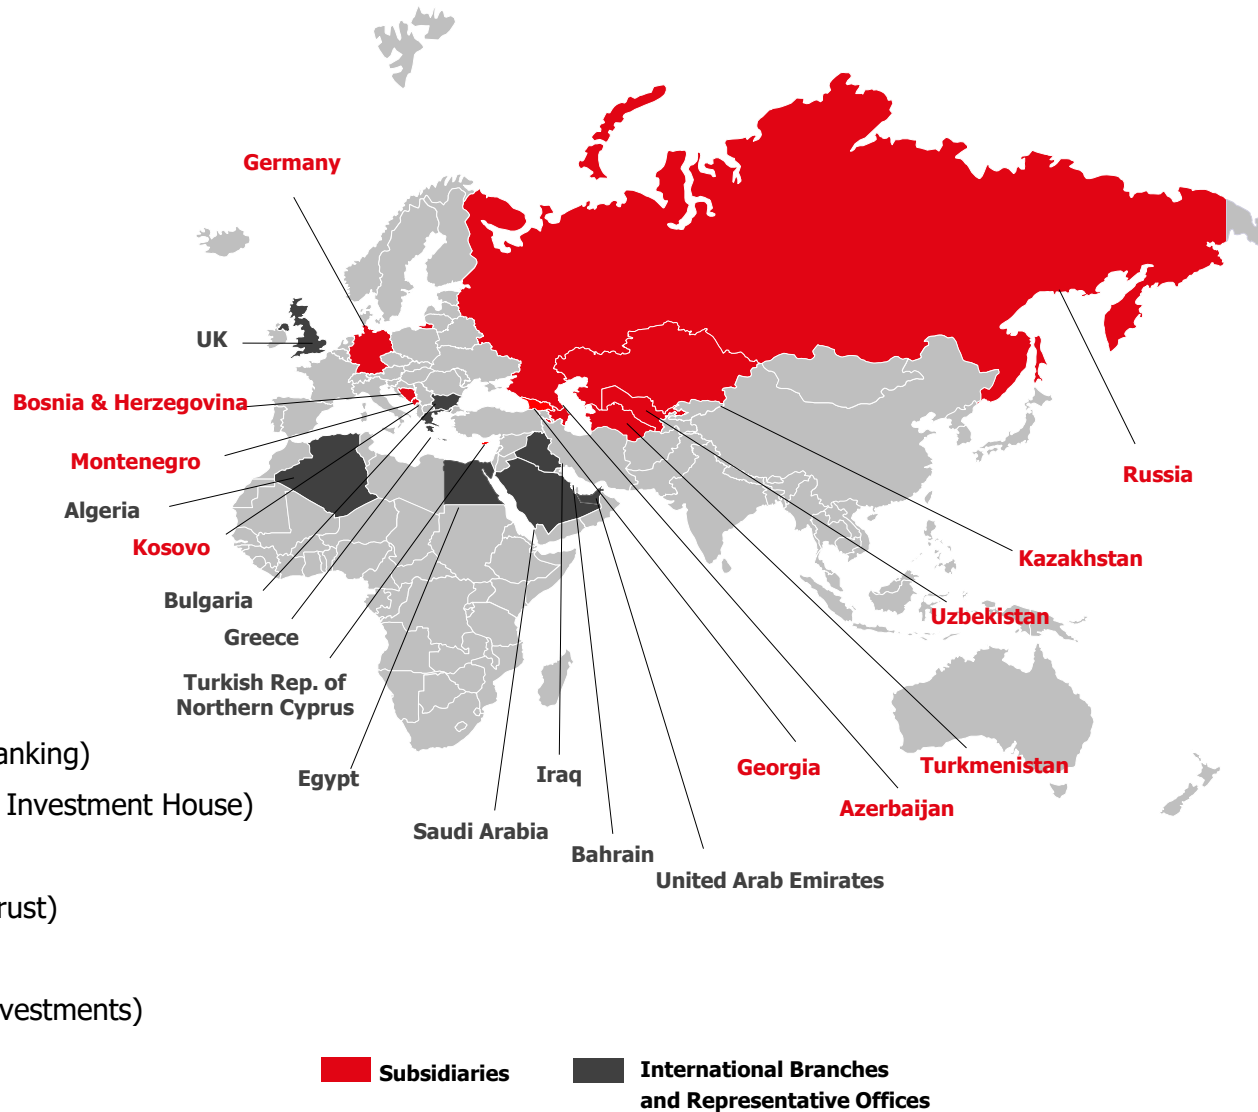 Germany
UK
Bosnia & Herzegovina
Montenegro
Algeria
Kosovo
Bulgaria
Greece
Turkish Rep. of
Northern Cyprus
Egypt
Saudi Arabia
Iraq
Bahrain
United Arab Emirates
Georgia
Azerbaijan
Turkmenistan
Uzbekistan
Kazakhstan
Russia
anking)
Investment House)
rust)
vestments)
Subsidiaries
International Branches
and Representative Offices